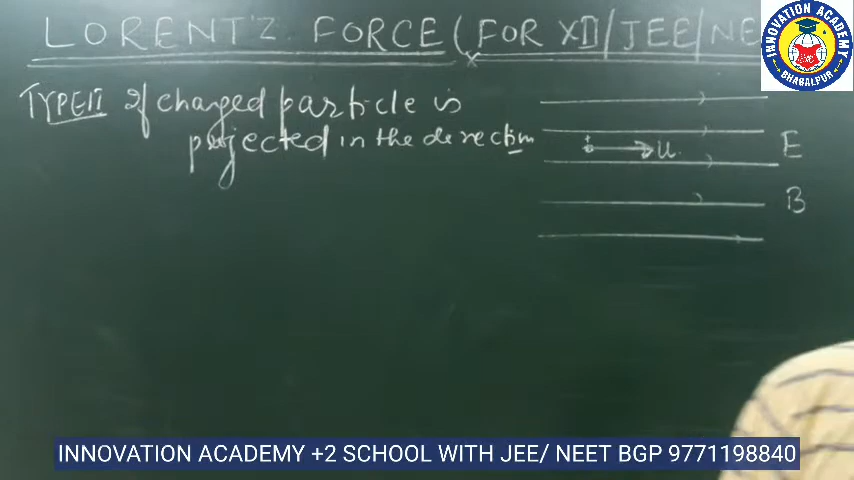 LORENT'Z FORCE (FOR XII/JEE/NE
TYPE II If charged particle is
projected in the direction
+
u
E
B
INNOVATION ACADEMY
BHAGALPUR
INNOVATION ACADEMY +2 SCHOOL WITH JEE/ NEET BGP 9771198840